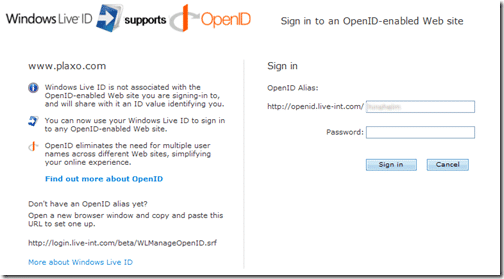 Windows Live ID supports OpenID
Sign in to an OpenID-enabled Web site
www.plaxo.com
Windows Live ID is not associated with the
OpenID-enabled Web site you are signing-in to,
and will share with it an ID value identifying you.
You can now use your Windows Live ID to sign in
to any OpenID-enabled Web site.
OpenID eliminates the need for multiple user
names across different Web sites, simplifying
your online experience.
Find out more about OpenID
Don't have an OpenID alias yet?
Open a new browser window and copy and paste this
URL to set one up.
http://login.live-int.com/beta/WLManageOpenID.srf
More about Windows Live ID
Sign in
OpenID Alias:
http://openid.live-int.com/
Password:
Sign in
Cancel